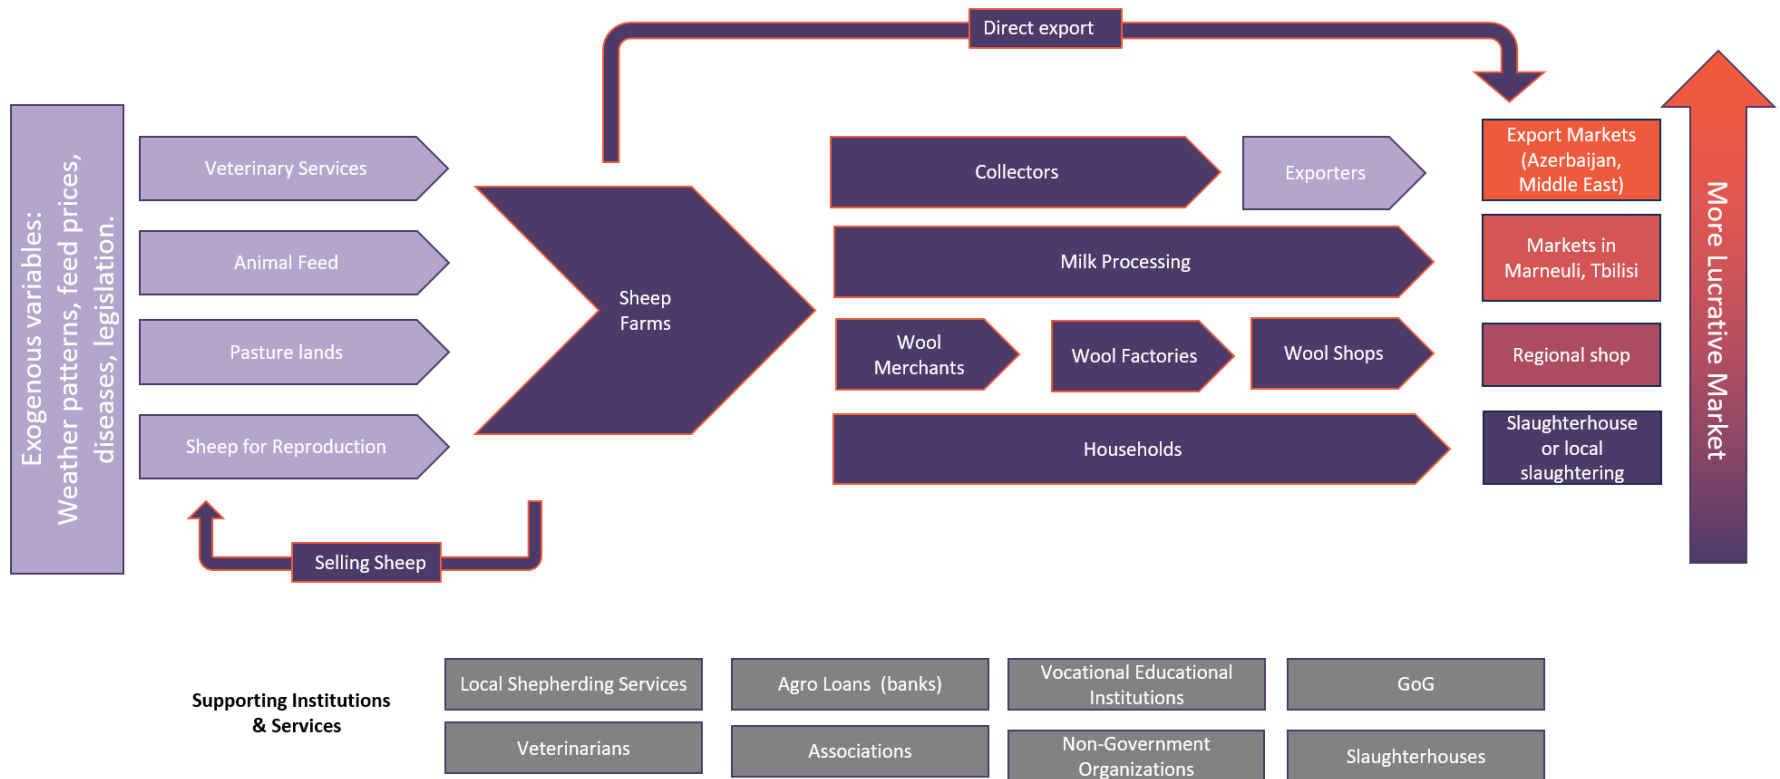 Direct export
Exogenous variables:
Weather patterns, feed prices,
diseases, legislation.
Veterinary Services
Animal Feed
Pasture lands
Sheep for Reproduction
Selling Sheep
Sheep
Farms
Collectors
Exporters
Milk Processing
Wool
Merchants
Wool Factories
Wool Shops
Households
Export Markets
(Azerbaijan,
Middle East)
Markets in
Marneuli, Tbilisi
Regional shop
Slaughterhouse
or local
slaughtering
More Lucrative Market
Supporting Institutions
& Services
Local Shepherding Services
Agro Loans (banks)
Vocational Educational
Institutions
GoG
Veterinarians
Associations
Non-Government
Organizations
Slaughterhouses